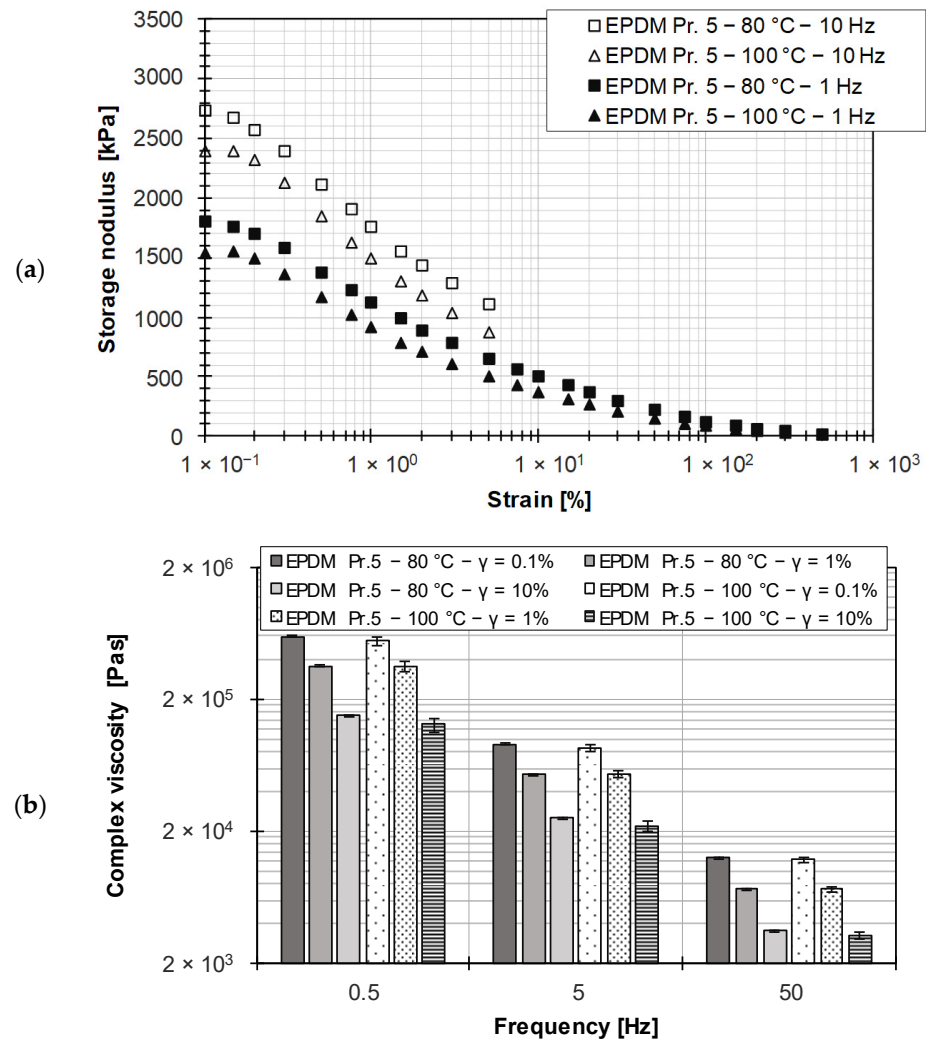 3500
3000
2500
2000
1500
1000
500
0
Storage nodulus [kPa]
EPDM Pr. 5 – 80 °C – 10 Hz
EPDM Pr. 5 – 100 °C – 10 Hz
EPDM Pr. 5 – 80 °C – 1 Hz
EPDM Pr. 5 – 100 °C – 1 Hz
(a)
1 × 10⁻¹ 1 × 10⁰ 1 × 10¹ 1 × 10² 1 × 10³
Strain [%]
2 × 10⁶
2 × 10⁵
2 × 10⁴
2 × 10³
Complex viscosity [Pas]
EPDM Pr.5 – 80 °C – γ = 0.1% EPDM Pr.5 – 80 °C – γ = 1%
EPDM Pr.5 – 80 °C – γ = 10% EPDM Pr.5 – 100 °C – γ = 0.1%
EPDM Pr.5 – 100 °C – γ = 1% EPDM Pr.5 – 100 °C – γ = 10%
(b)
0.5 5 50
Frequency [Hz]